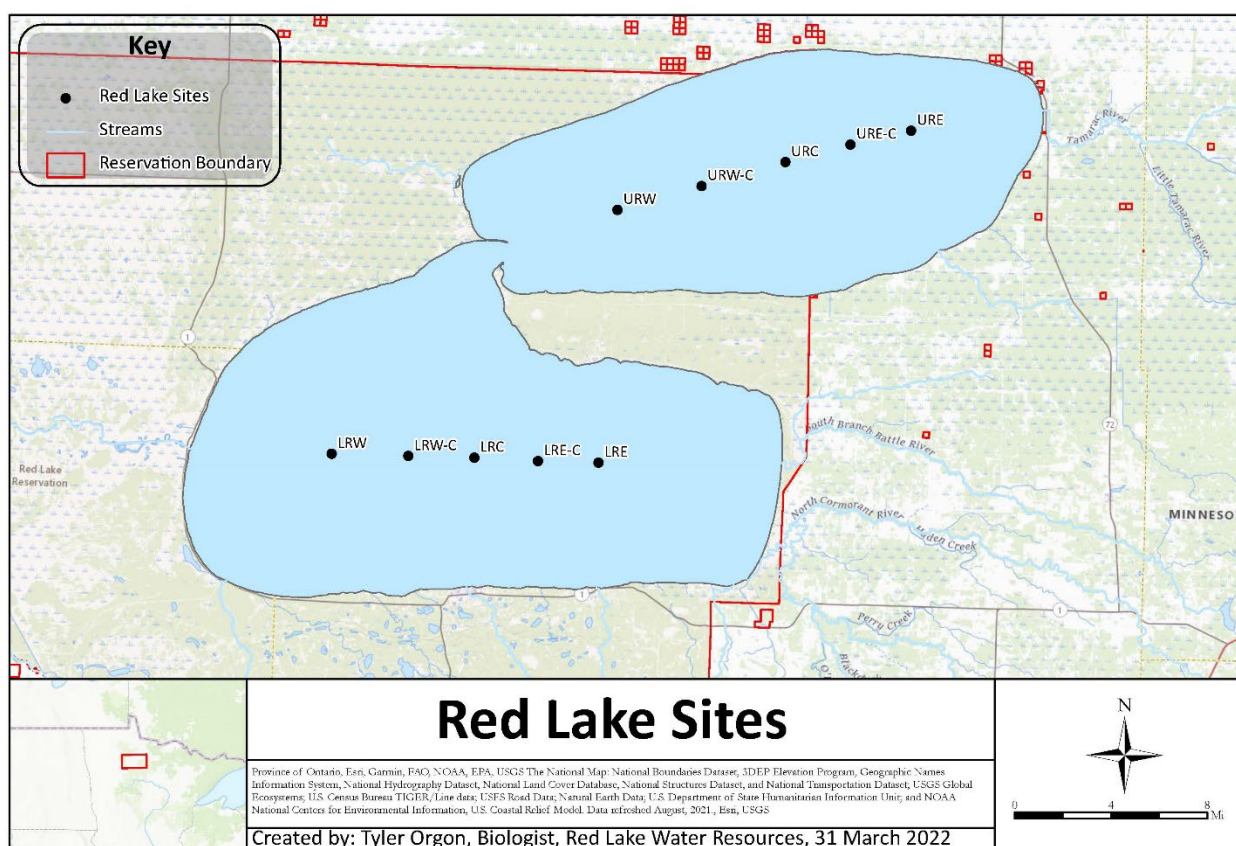 Key
Red Lake Sites
Streams
Reservation Boundary
URE
URE-C
URC
URW-C
URW
Tamarac River
Little Tamarac River
1
LRW
LRW-C
LRC
LRE-C
LRE
South Branch Battle River
72
Red Lake
Reservation
North Cormorant River
MINNESO
Creek
1
1
Perry Creek
Red Lake Sites
Province of Ontario, Esri, Garmin, FAO, NOAA, EPA, USGS The National Map: National Boundaries Dataset, 3DEP Elevation Program, Geographic Names
Information System, National Hydrography Dataset, National Land Cover Database, National Structures Dataset, and National Transportation Dataset; USGS Global
Ecosystems; U.S. Census Bureau TIGER/Line data; USFS Road Data; Natural Earth Data; U.S. Department of State Humanitarian Information Unit; and NOAA
National Centers for Environmental Information, U.S. Coastal Relief Model. Data refreshed August, 2021., Esri, USGS
Created by: Tyler Orgon, Biologist, Red Lake Water Resources, 31 March 2022
N
0 4 8
Mi